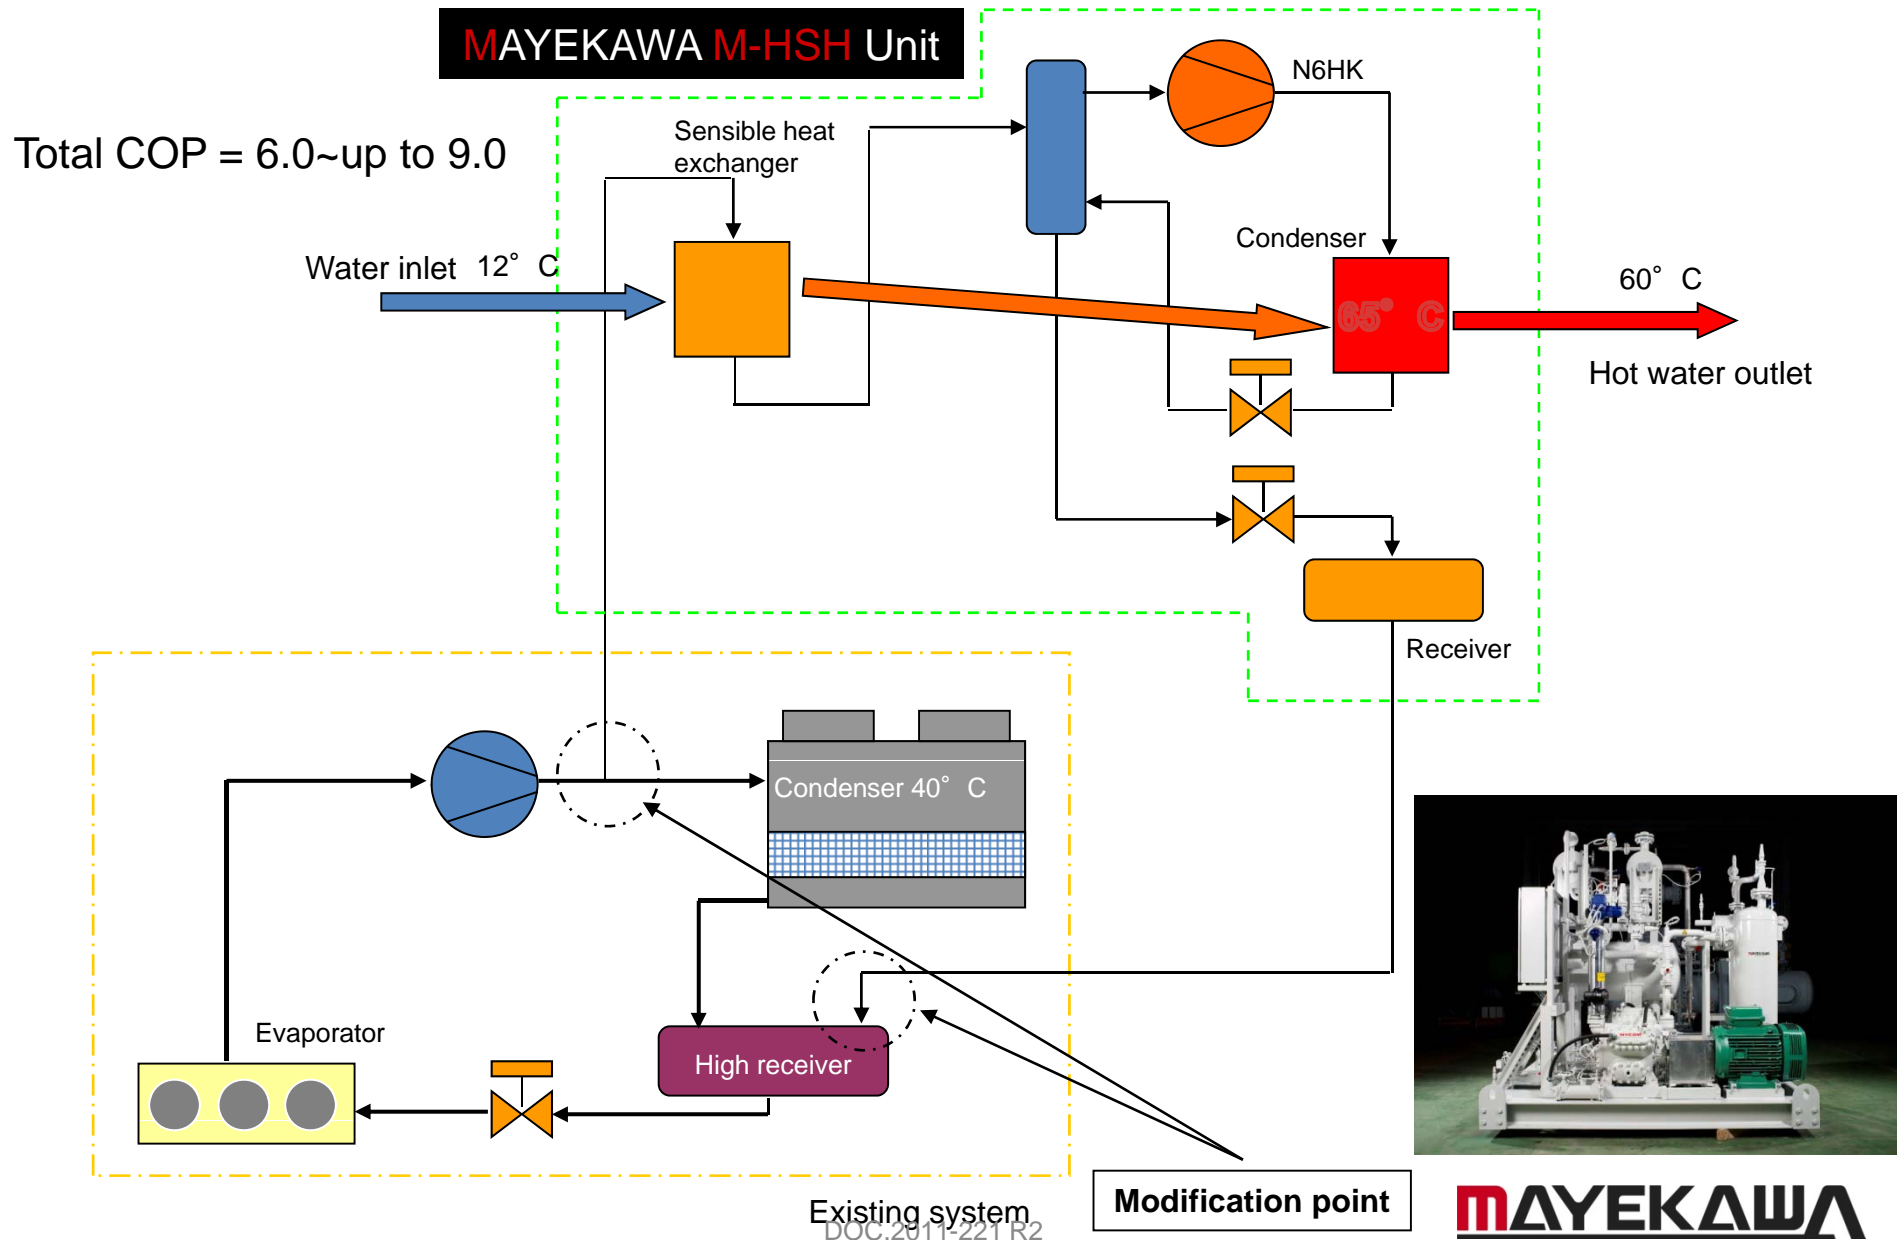 MAYEKAWA M-HSH Unit
Total COP = 6.0~up to 9.0
N6HK
Sensible heat
exchanger
Condenser
Water inlet 12° C
65° C
60° C
Hot water outlet
Receiver
Condenser 40° C
Evaporator
High receiver
Modification point
Existing system
DOC.2011-221 R2
MAYEKAWA